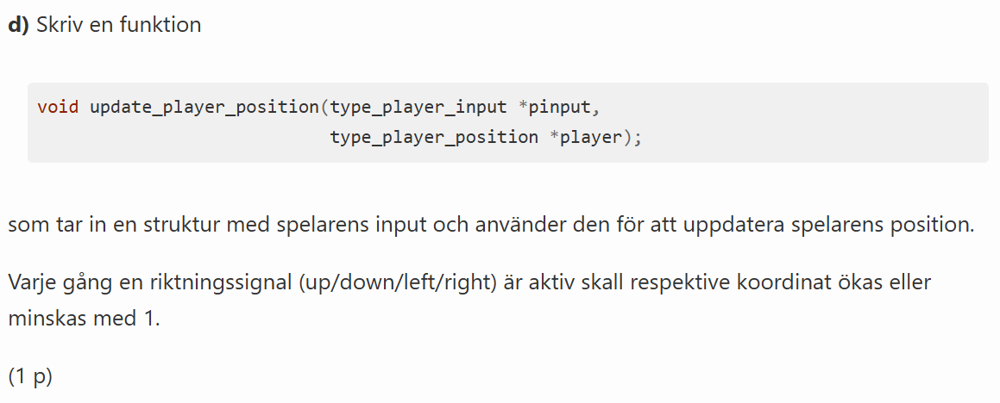 d) Skriv en funktion
void update_player_position(type_player_input *pinput,
type_player_position *player);
som tar in en struktur med spelarens input och använder den för att uppdatera spelarens position.
Varje gång en riktningssignal (up/down/left/right) är aktiv skall respektive koordinat ökas eller
minskas med 1.
(1 p)